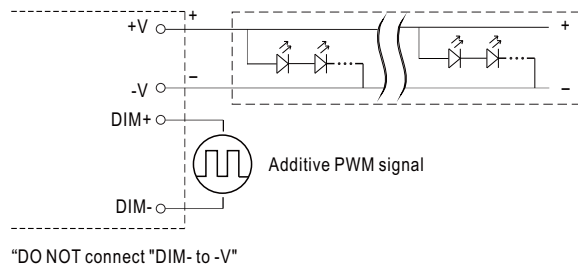 +V + +
-V − −
DIM+
Additive PWM signal
DIM-
“DO NOT connect "DIM- to -V"